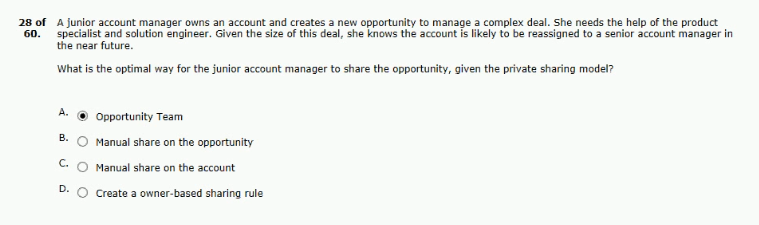 28 of A junior account manager owns an account and creates a new opportunity to manage a complex deal. She needs the help of the product
60. specialist and solution engineer. Given the size of this deal, she knows the account is likely to be reassigned to a senior account manager in
the near future.
What is the optimal way for the junior account manager to share the opportunity, given the private sharing model?
A. Opportunity Team
B. Manual share on the opportunity
C. Manual share on the account
D. Create a owner-based sharing rule